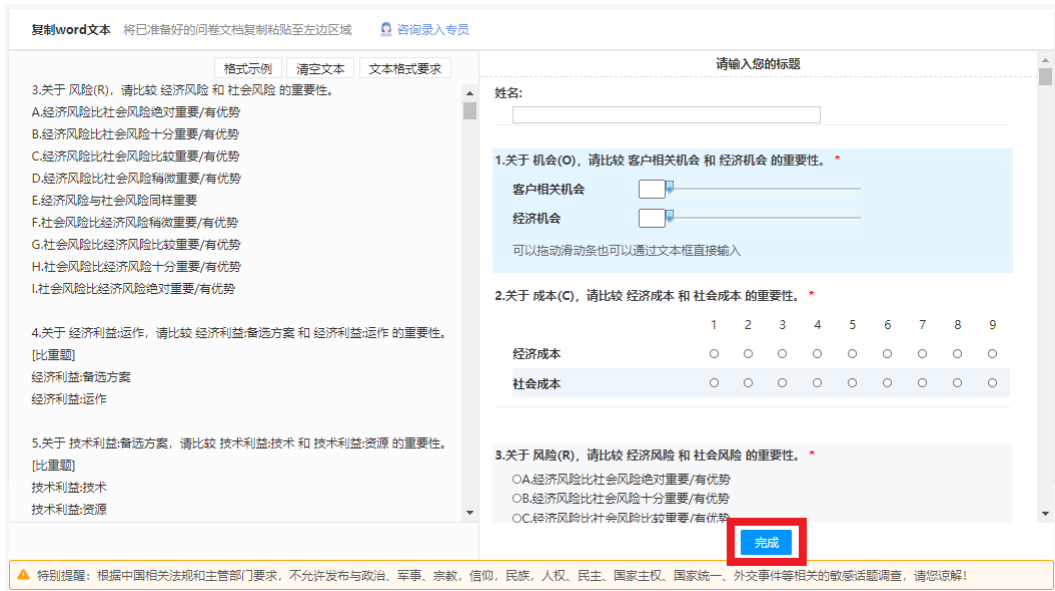 复制word文本 将已准备好的问卷文档复制粘贴至左边区域 咨询录入专员
格式示例 清空文本 文本格式要求
3.关于 风险(R)，请比较 经济风险 和 社会风险 的重要性。
A.经济风险比社会风险绝对重要/有优势
B.经济风险比社会风险十分重要/有优势
C.经济风险比社会风险比较重要/有优势
D.经济风险比社会风险稍微重要/有优势
E.经济风险与社会风险同样重要
F.社会风险比经济风险稍微重要/有优势
G.社会风险比经济风险比较重要/有优势
H.社会风险比经济风险十分重要/有优势
I.社会风险比经济风险绝对重要/有优势
4.关于 经济利益:运作，请比较 经济利益:备选方案 和 经济利益:运作 的重要性。
[比重题]
经济利益:备选方案
经济利益:运作
5.关于 技术利益:备选方案，请比较 技术利益:技术 和 技术利益:资源 的重要性。
[比重题]
技术利益:技术
技术利益:资源
请输入您的标题
姓名:
1.关于 机会(O)，请比较 客户相关机会 和 经济机会 的重要性。 *
客户相关机会
经济机会
可以拖动滑动条也可以通过文本框直接输入
2.关于 成本(C)，请比较 经济成本 和 社会成本 的重要性。 *
1 2 3 4 5 6 7 8 9
经济成本
社会成本
3.关于 风险(R)，请比较 经济风险 和 社会风险 的重要性。 *
A.经济风险比社会风险绝对重要/有优势
B.经济风险比社会风险十分重要/有优势
C.经济风险比社会风险比较重要/有优势
完成
特别提醒：根据中国相关法规和主管部门要求，不允许发布与政治、军事、宗教，信仰，民族，人权、民主、国家主权、国家统一、外交事件等相关的敏感话题调查，请您谅解！